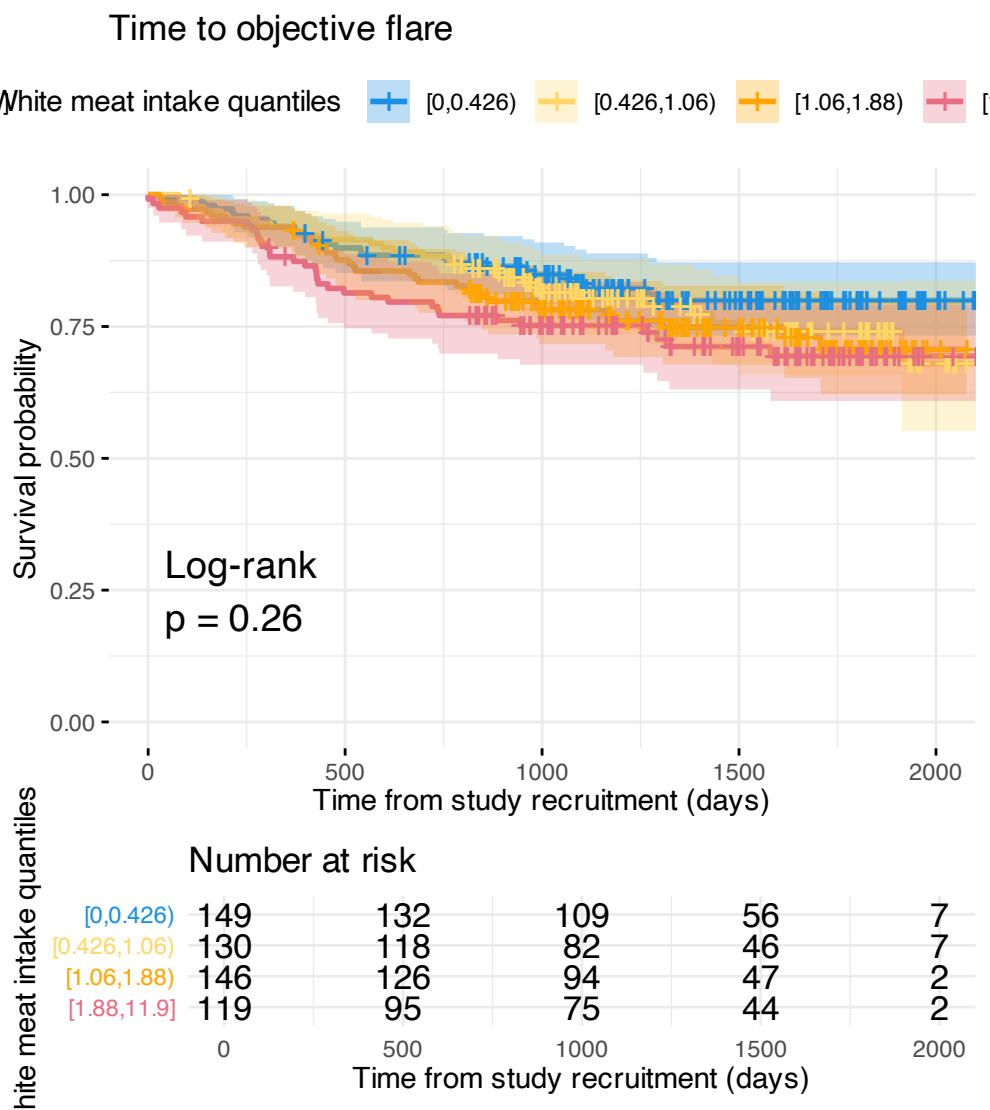 Time to objective flare
White meat intake quantiles [0,0.426) [0.426,1.06) [1.06,1.88) [
1.00
0.75
0.50
0.25
0.00
Survival probability
Log-rank
p = 0.26
0 500 1000 1500 2000
Time from study recruitment (days)
Number at risk
hite meat intake quantiles
[0,0.426) 149 132 109 56 7
[0.426,1.06) 130 118 82 46 7
[1.06,1.88) 146 126 94 47 2
[1.88,11.9] 119 95 75 44 2
0 500 1000 1500 2000
Time from study recruitment (days)